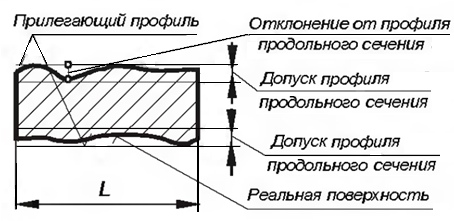 Прилегающий профиль
Отклонение от профиля
продольного сечения
Допуск профиля
продольного сечения
Допуск профиля
продольного сечения
Реальная поверхность
L